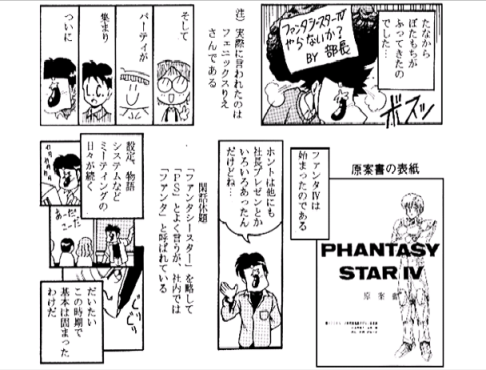 たなから
ぼたもちが
ふってきたの
でした…
ファンタシースターⅣ
やらないか?
BY 部長
ボスッ
注)実際に言われたのは
フェニックスりえ
さんである
そして
パーティが
集まり
ついに
原案書の表紙
PHANTASY
STAR IV
原案書
ファンタⅣは
始まったのである
ホントは他にも
社長プレゼンとか
いろいろあったん
だけどね…
閑話休題
「ファンタシースター」を略して
「PS」とよく言うが、社内では
「ファンタ」と呼ばれている
設定、物語
システムなど
ミーティングの
日々が続く
だいたい
この時期で
基本は固まった
わけだ